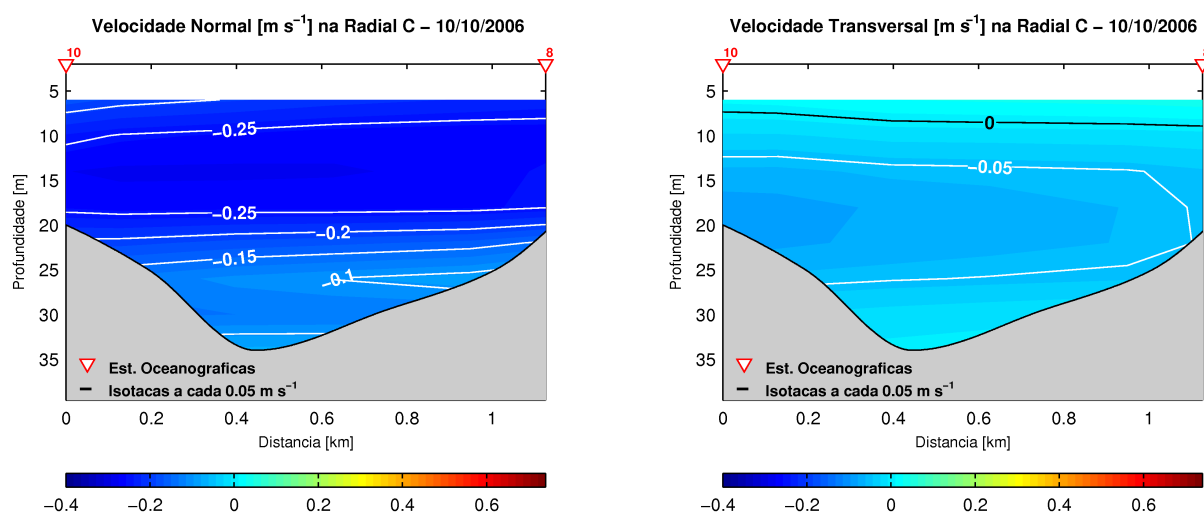 Velocidade Normal [m s⁻¹] na Radial C – 10/10/2006
10
8
5
10
15
20
25
30
35
Profundidade [m]
–0.25
–0.25
–0.2
–0.15
–0.1
Est. Oceanograficas
Isotacas a cada 0.05 m s⁻¹
0 0.2 0.4 0.6 0.8 1
Distancia [km]
–0.4 –0.2 0 0.2 0.4 0.6
Velocidade Transversal [m s⁻¹] na Radial C – 10/10/2006
10
5
10
15
20
25
30
35
Profundidade [m]
0
–0.05
Est. Oceanograficas
Isotacas a cada 0.05 m s⁻¹
0 0.2 0.4 0.6 0.8 1
Distancia [km]
–0.4 –0.2 0 0.2 0.4 0.6